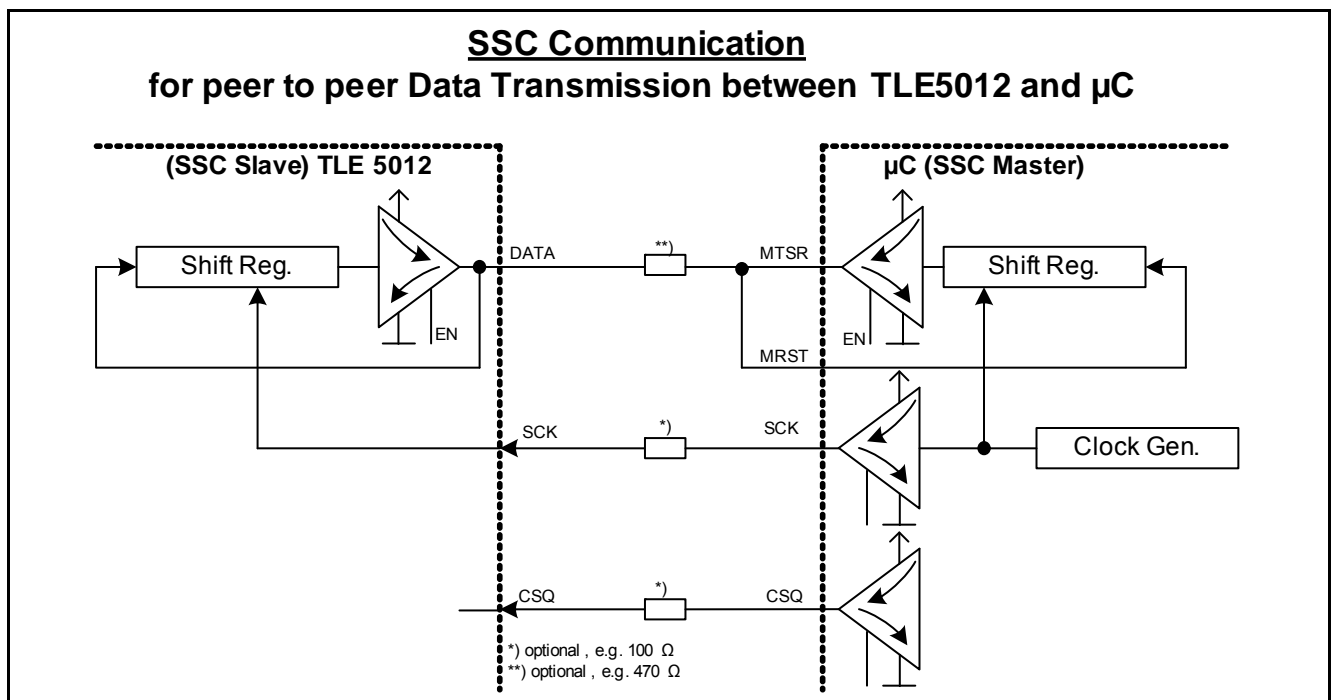 SSC Communication
for peer to peer Data Transmission between TLE5012 and µC
(SSC Slave) TLE 5012
µC (SSC Master)
Shift Reg.
DATA
**)
MTSR
Shift Reg.
EN
EN
MRST
SCK
*)
SCK
Clock Gen.
CSQ
*)
CSQ
*) optional , e.g. 100 Ω
**) optional , e.g. 470 Ω